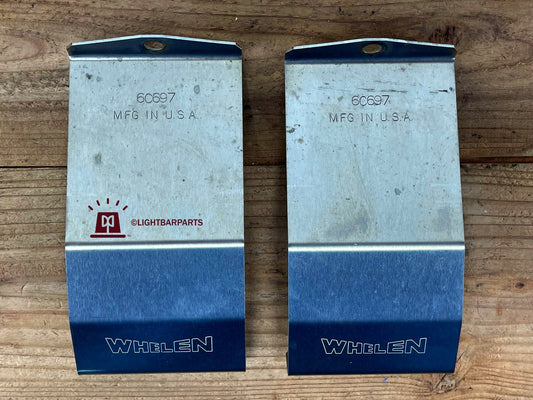 6C697
MFG IN U.S.A.
©LIGHTBARPARTS
WHELEN
6C697
MFG IN U.S.A.
WHELEN